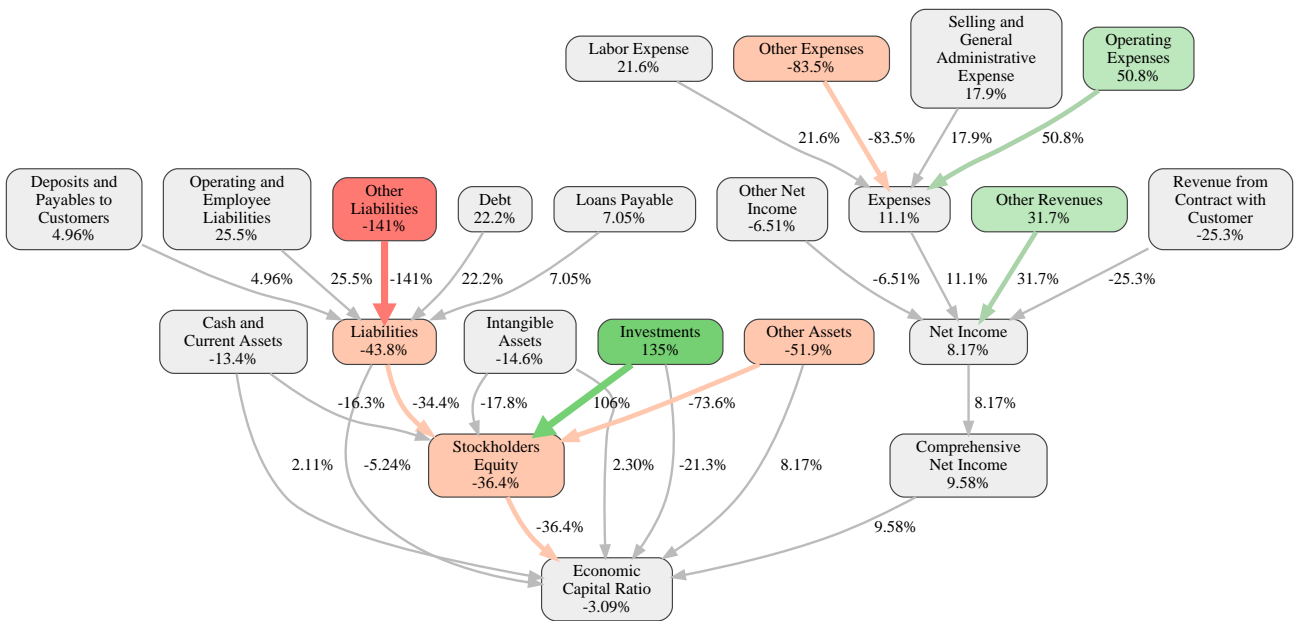 Labor Expense
21.6%
Other Expenses
-83.5%
Selling and
General
Administrative
Expense
17.9%
Operating
Expenses
50.8%
21.6%
-83.5%
17.9%
50.8%
Deposits and
Payables to
Customers
4.96%
Operating and
Employee
Liabilities
25.5%
Other
Liabilities
-141%
Debt
22.2%
Loans Payable
7.05%
Other Net
Income
-6.51%
Expenses
11.1%
Other Revenues
31.7%
Revenue from
Contract with
Customer
-25.3%
4.96%
25.5%
-141%
22.2%
7.05%
-6.51%
11.1%
31.7%
-25.3%
Cash and
Current Assets
-13.4%
Liabilities
-43.8%
Intangible
Assets
-14.6%
Investments
135%
Other Assets
-51.9%
Net Income
8.17%
-16.3%
-34.4%
-17.8%
106%
-73.6%
8.17%
2.11%
-5.24%
Stockholders
Equity
-36.4%
2.30%
-21.3%
8.17%
Comprehensive
Net Income
9.58%
-36.4%
9.58%
Economic
Capital Ratio
-3.09%